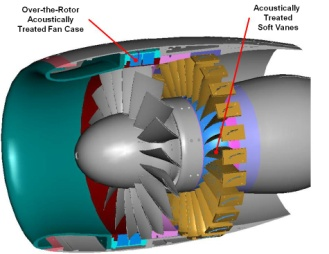 Over-the-Rotor
Acoustically
Treated Fan Case
Acoustically
Treated
Soft Vanes